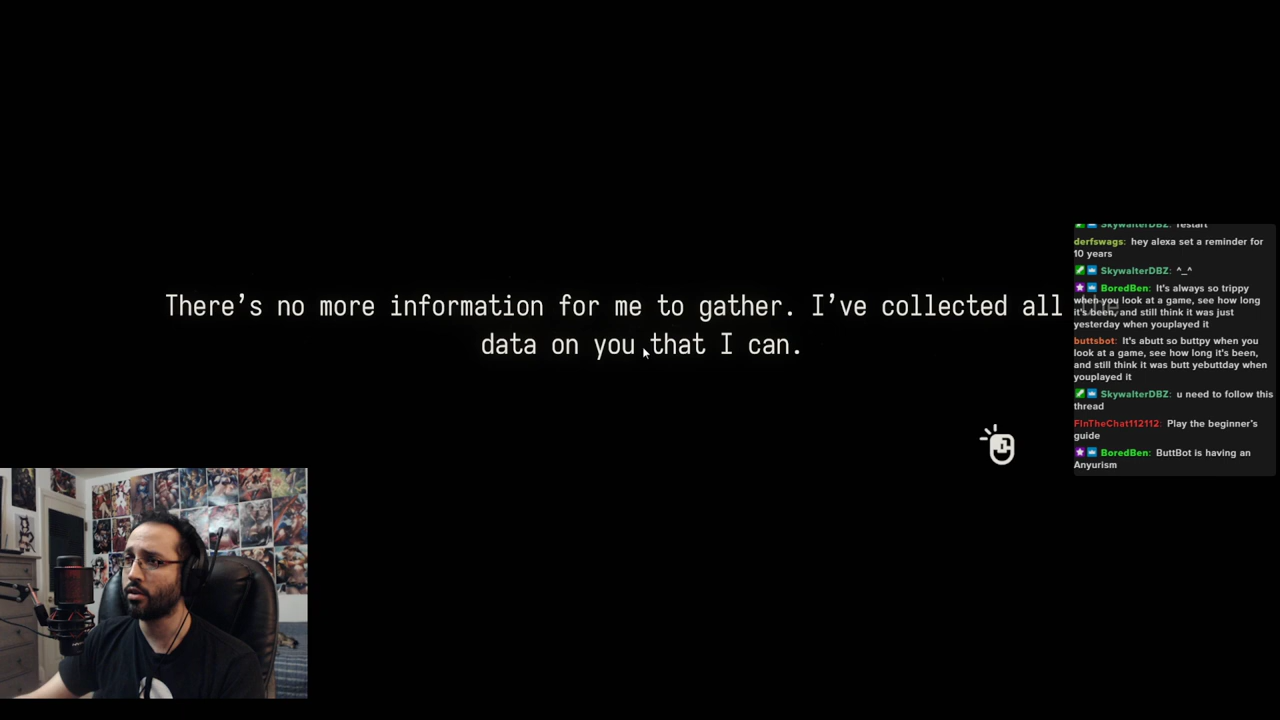 There's no more information for me to gather. I've collected all the
data on you that I can.
SkywalterDBZ: restart
derfswags: hey alexa set a reminder for
10 years
SkywalterDBZ: ^_^
BoredBen: It's always so trippy
when you look at a game, see how long
it's been, and still think it was just
yesterday when youplayed it
buttsbot: It's abutt so buttpy when you
look at a game, see how long it's been,
and still think it was butt yebuttday when
youplayed it
SkywalterDBZ: u need to follow this
thread
FInTheChat112112: Play the beginner's
guide
BoredBen: ButtBot is having an
Anyurism